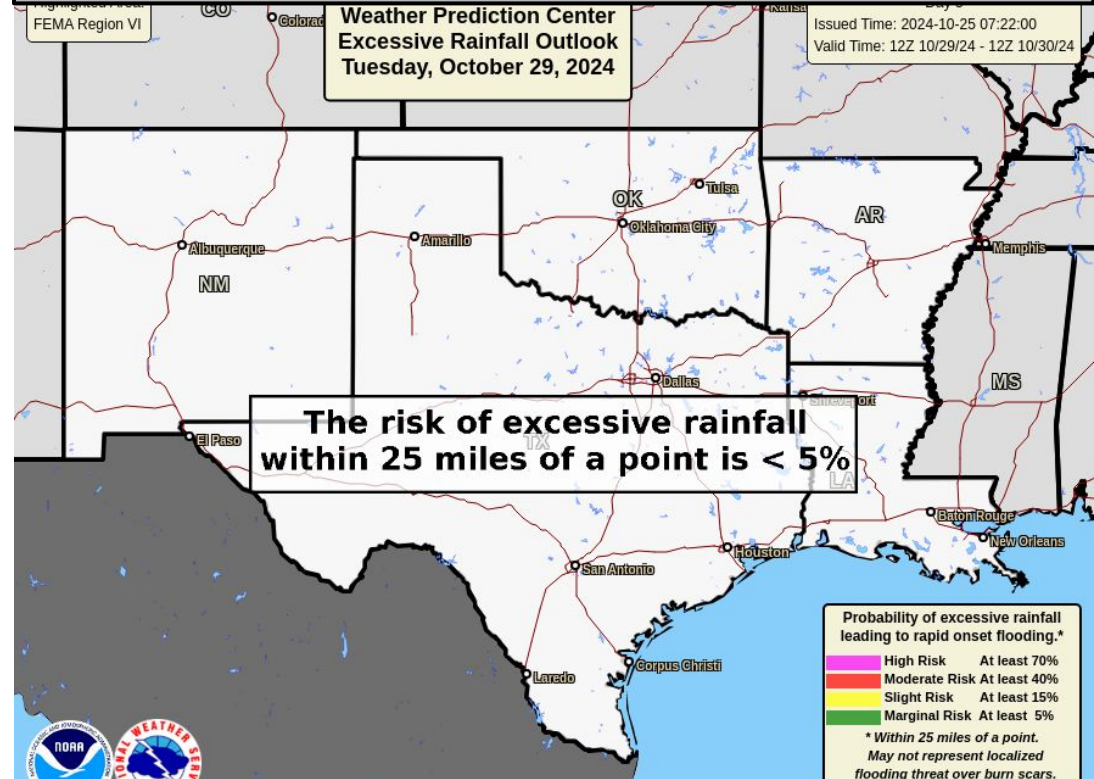 FEMA Region VI
Weather Prediction Center
Excessive Rainfall Outlook
Tuesday, October 29, 2024
Issued Time: 2024-10-25 07:22:00
Valid Time: 12Z 10/29/24 - 12Z 10/30/24
CO
Colorad
Kansa
Tulsa
OK
Oklahoma City
AR
Albuquerque
Amarillo
Memphis
NM
Dallas
MS
Shreveport
The risk of excessive rainfall
within 25 miles of a point is < 5%
El Paso
TX
LA
Baton Rouge
New Orleans
Houston
San Antonio
Corpus Christi
Laredo
Probability of excessive rainfall
leading to rapid onset flooding.*
High Risk At least 70%
Moderate Risk At least 40%
Slight Risk At least 15%
Marginal Risk At least 5%
* Within 25 miles of a point.
May not represent localized
flooding threat over burn scars.
NOAA